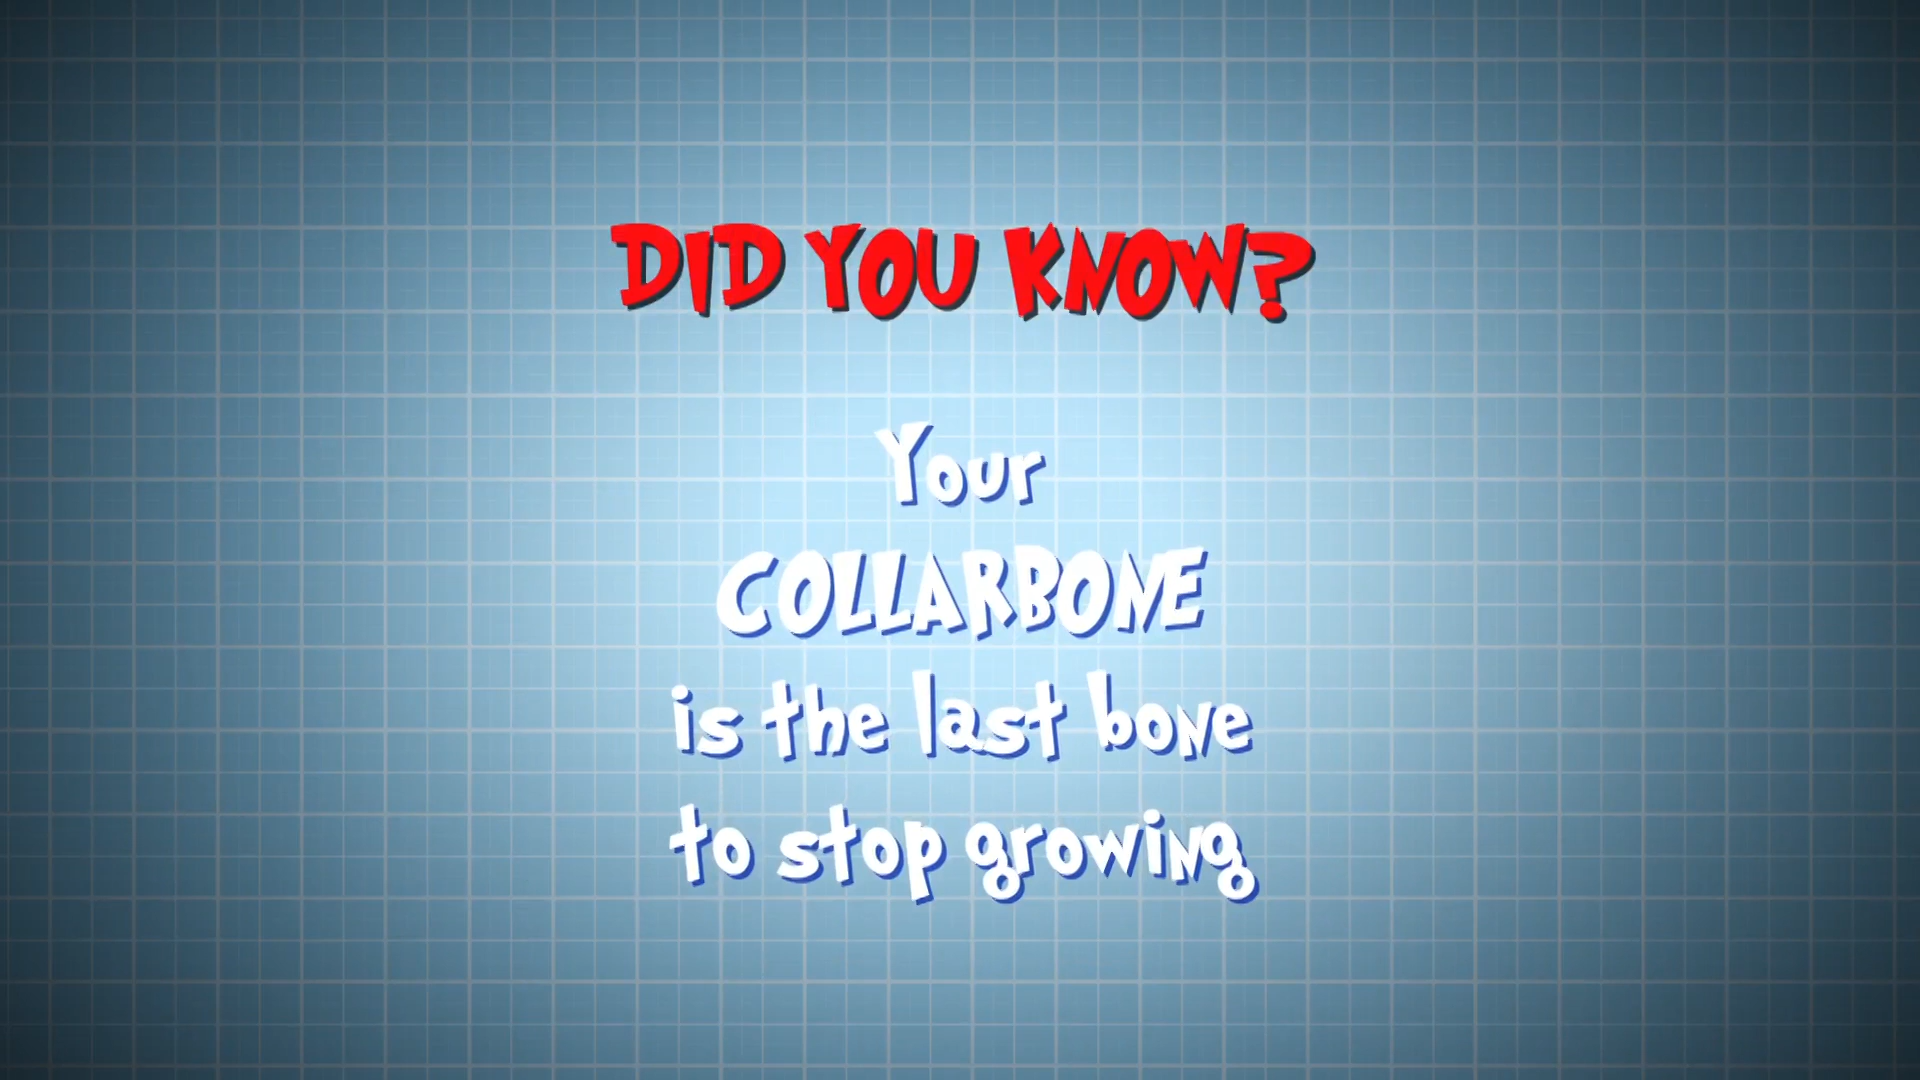 DID YOU KNOW?
Your
COLLARBONE
is the last bone
to stop growing